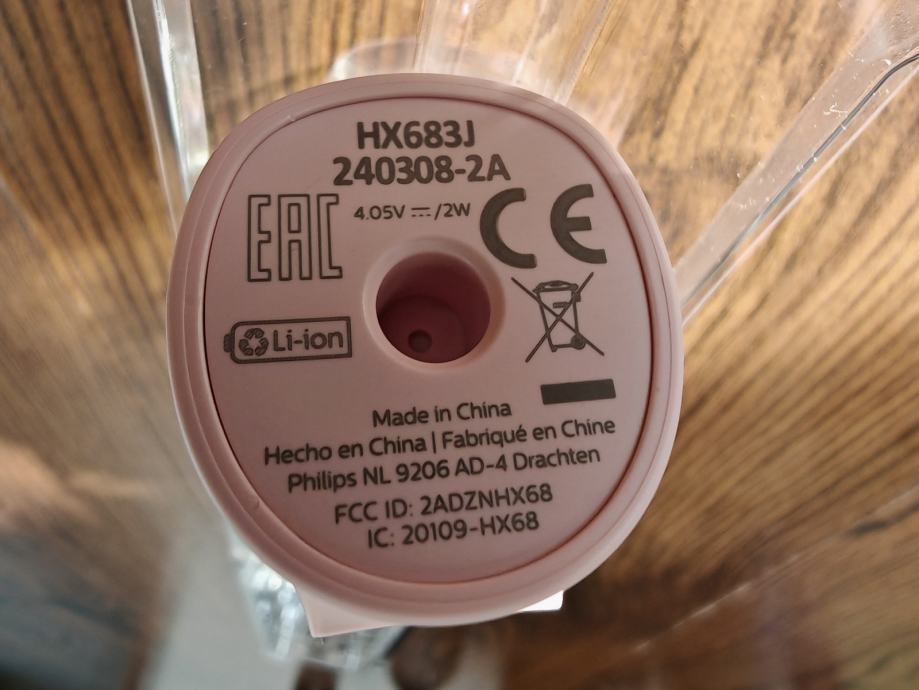 HX683J
240308-2A
EAC 4.05V ⎓/2W CE
Li-ion
Made in China
Hecho en China | Fabriqué en Chine
Philips NL 9206 AD-4 Drachten
FCC ID: 2ADZNHX68
IC: 20109-HX68